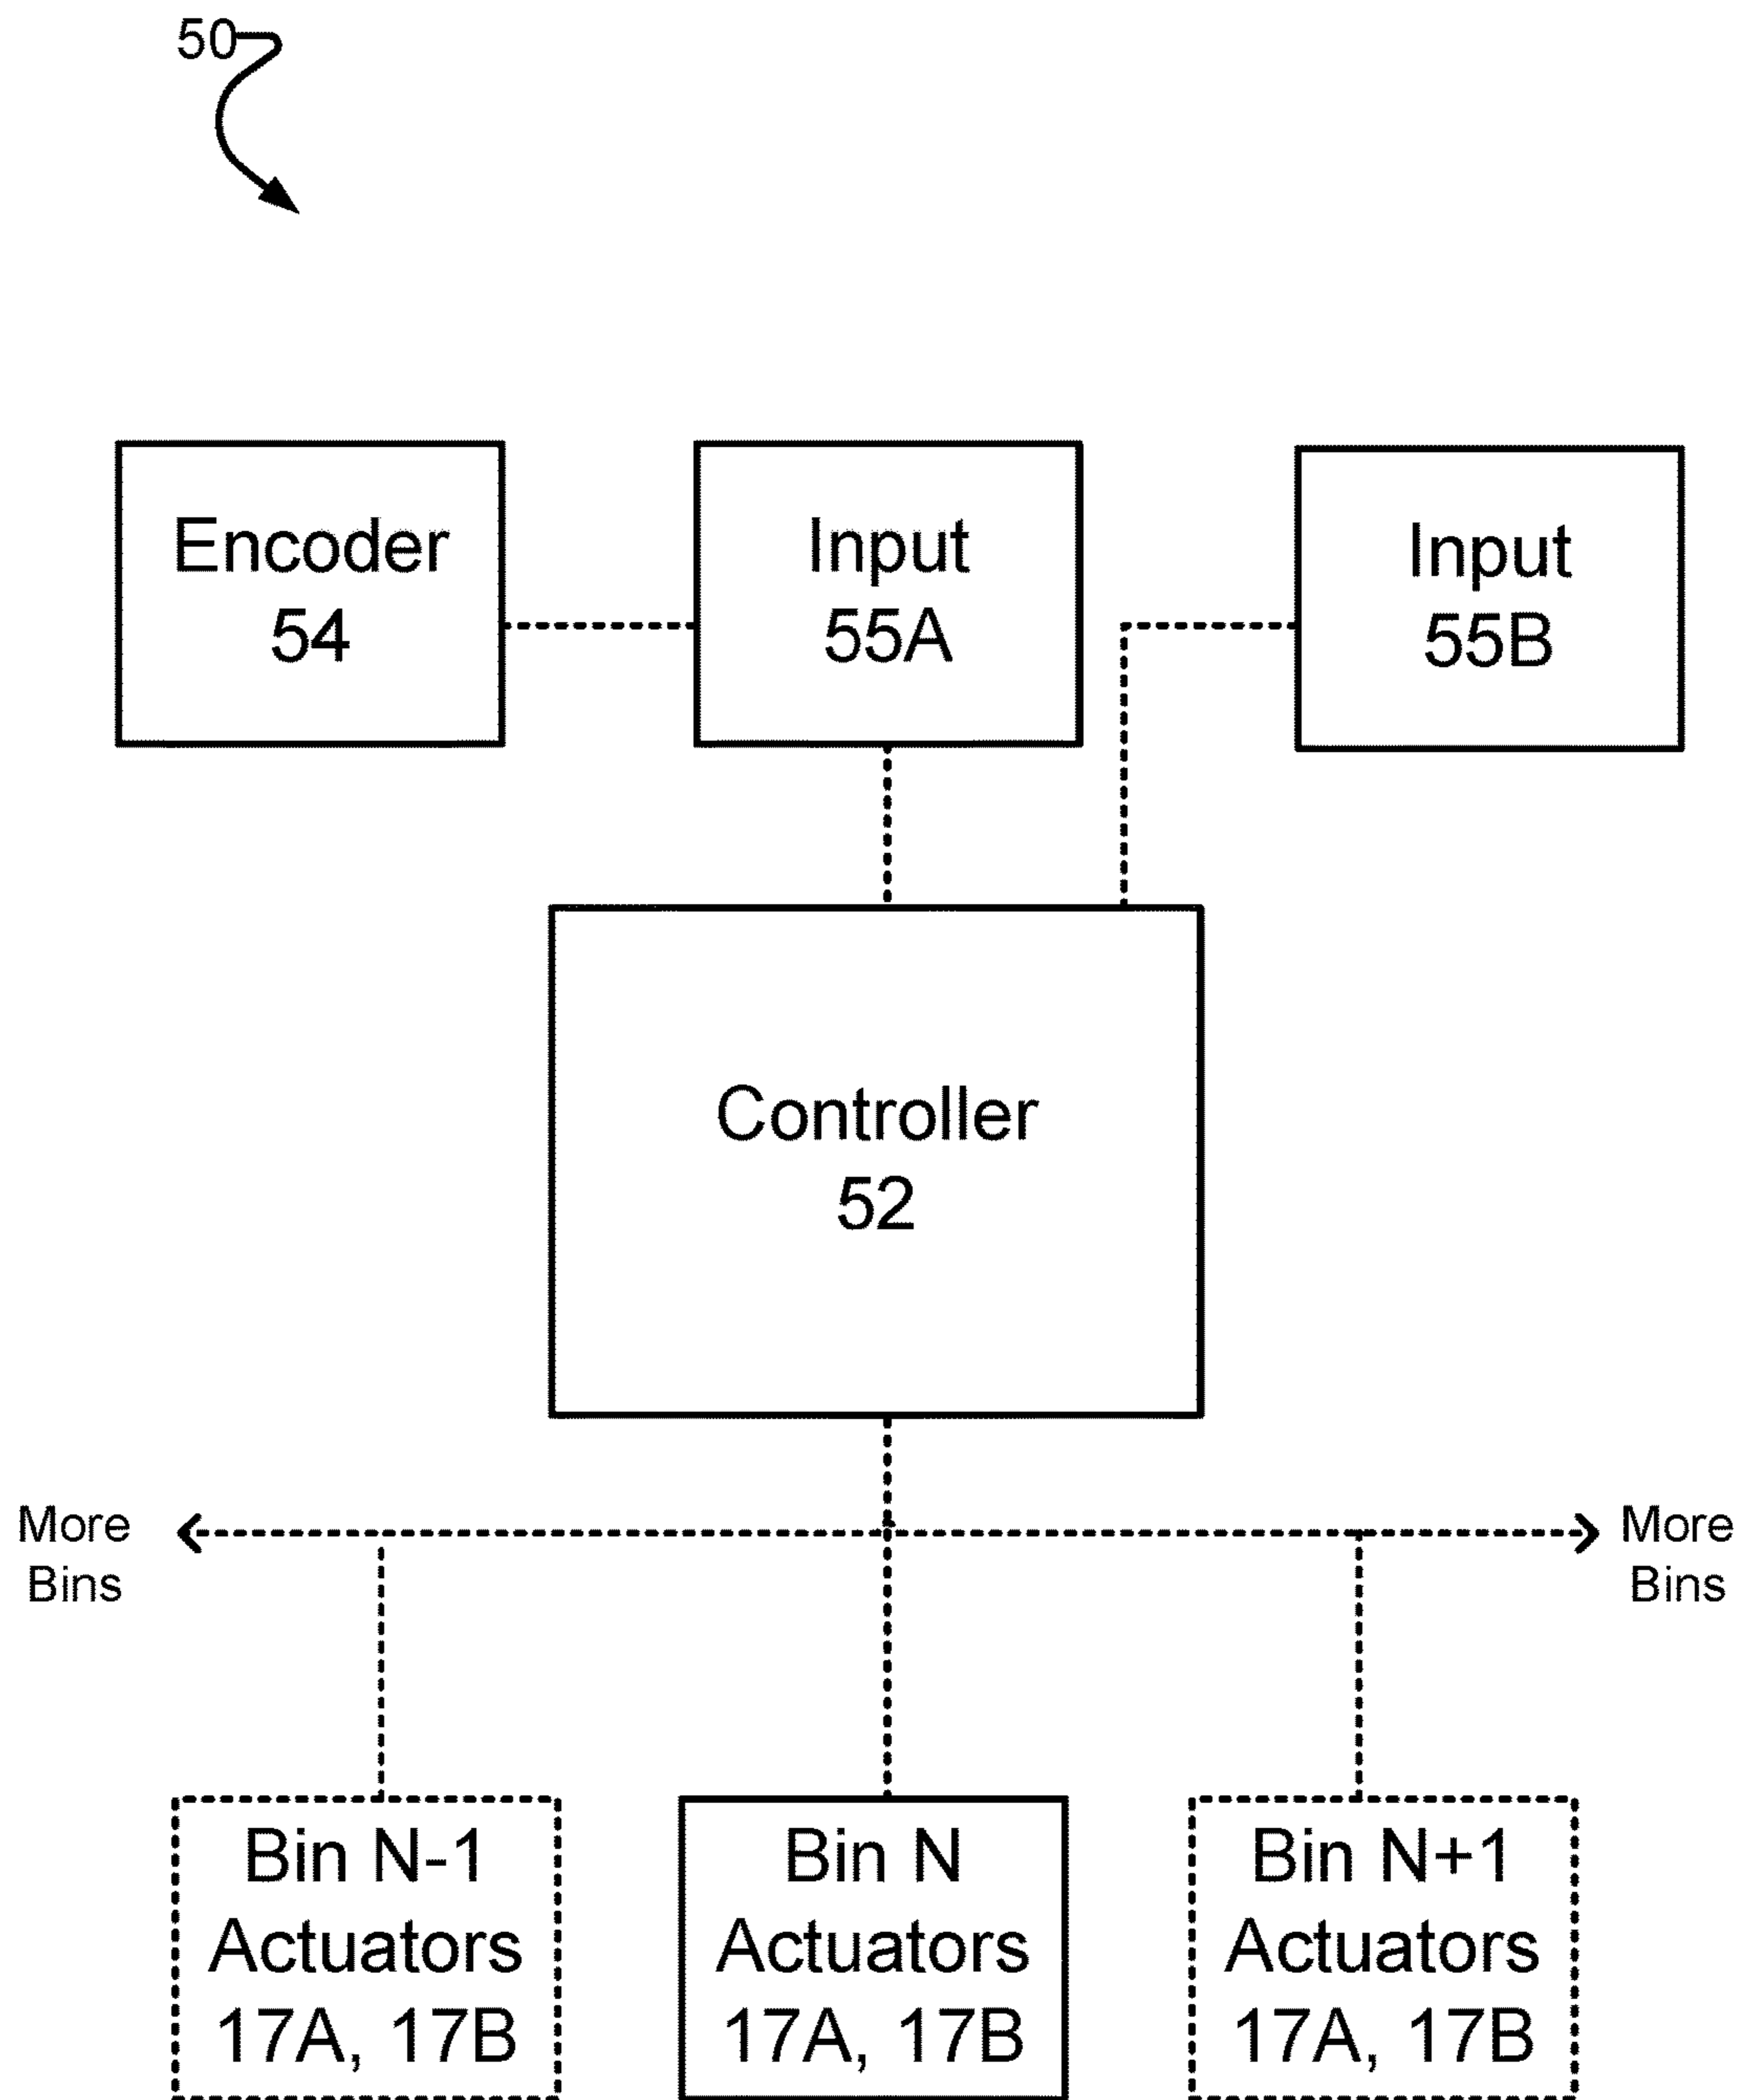 50
Encoder
54
Input
55A
Input
55B
Controller
52
More
Bins
More
Bins
Bin N-1
Actuators
17A, 17B
Bin N
Actuators
17A, 17B
Bin N+1
Actuators
17A, 17B